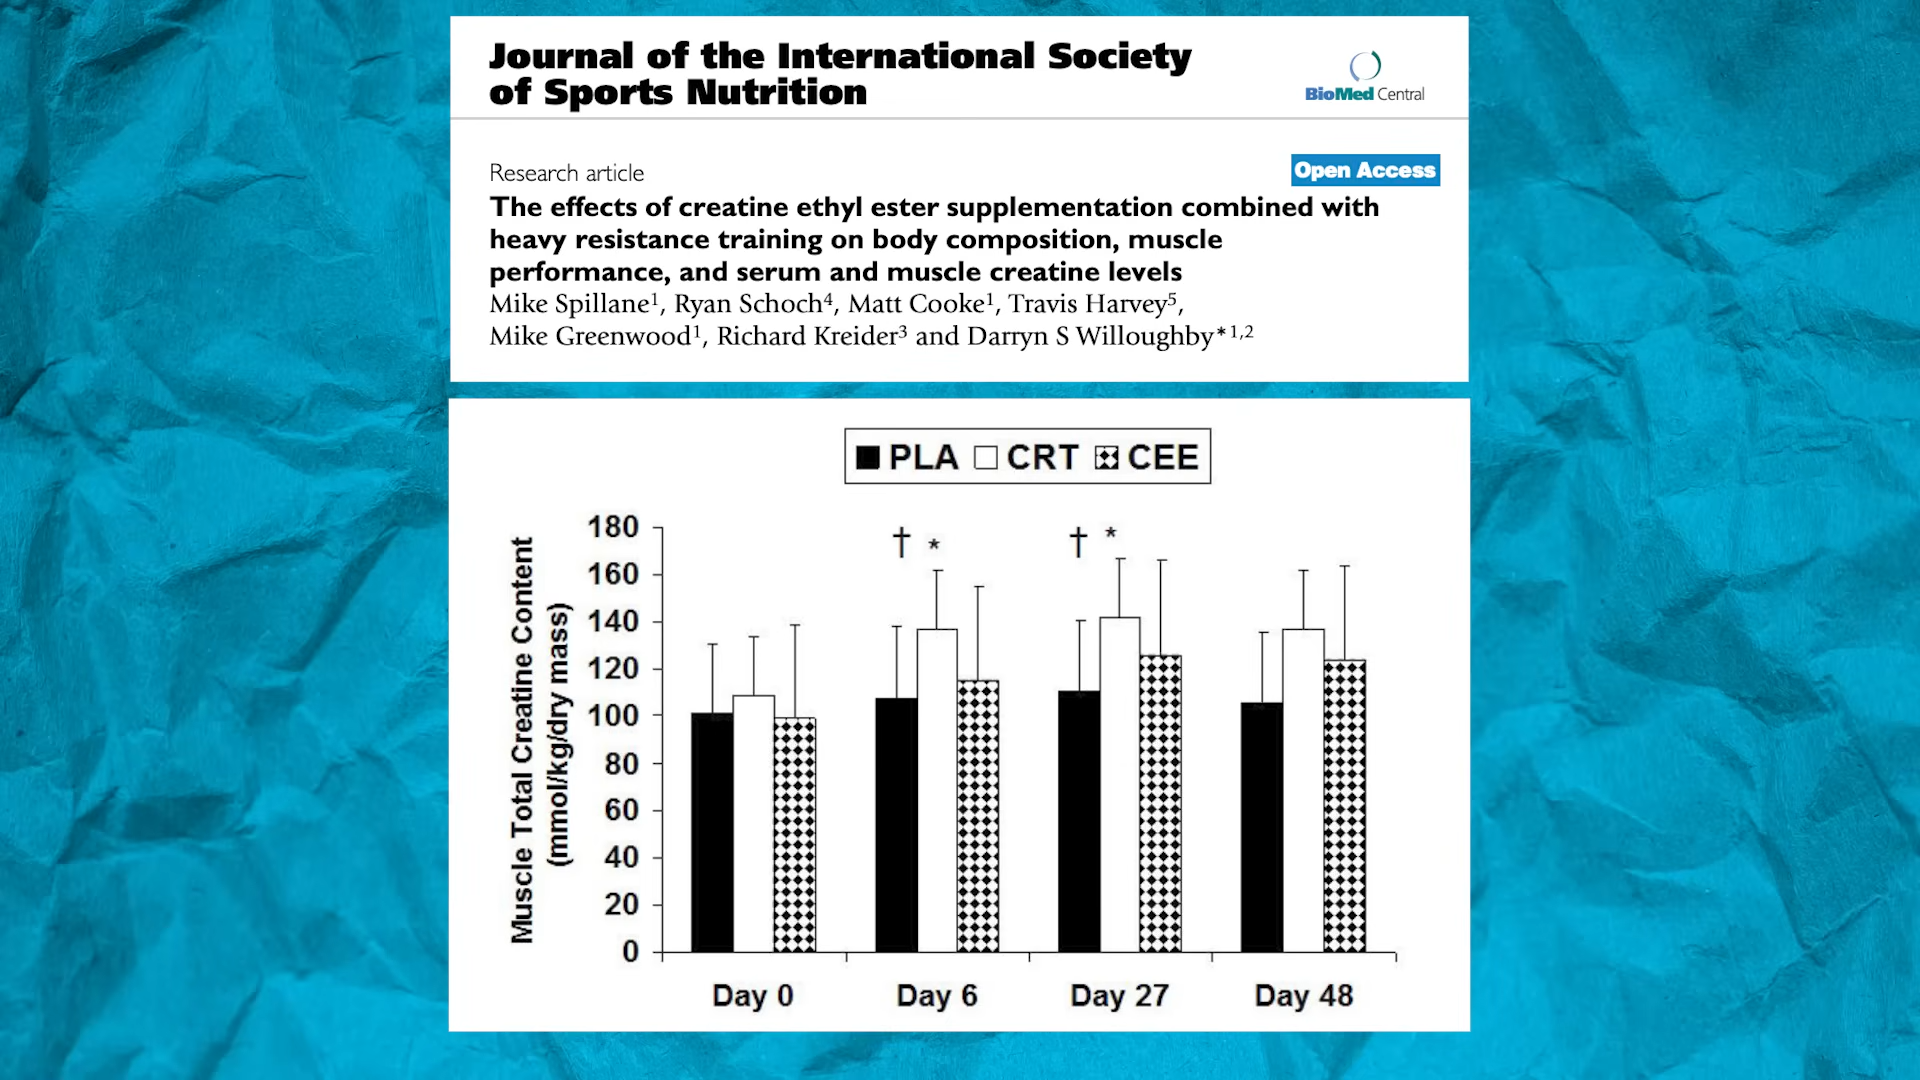 Journal of the International Society
of Sports Nutrition
BioMed Central
Research article
Open Access
The effects of creatine ethyl ester supplementation combined with
heavy resistance training on body composition, muscle
performance, and serum and muscle creatine levels
Mike Spillane¹, Ryan Schoch⁴, Matt Cooke¹, Travis Harvey⁵,
Mike Greenwood¹, Richard Kreider³ and Darryn S Willoughby*¹,²
PLA CRT CEE
Muscle Total Creatine Content
(mmol/kg/dry mass)
180
160
140
120
100
80
60
40
20
0
† *
† *
Day 0 Day 6 Day 27 Day 48